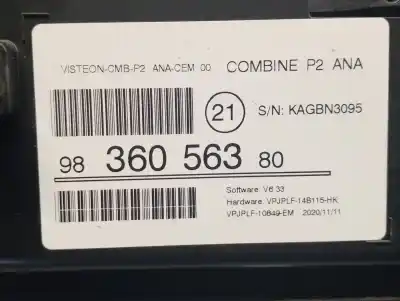 VISTEON-CMB-P2 ANA-CEM 00 COMBINE P2 ANA
21 S/N: KAGBN3095
98 360 563 80
Software: V6.33
Hardware: VPJPLF-14B115-HK
VPJPLF-10849-EM 2020/11/11